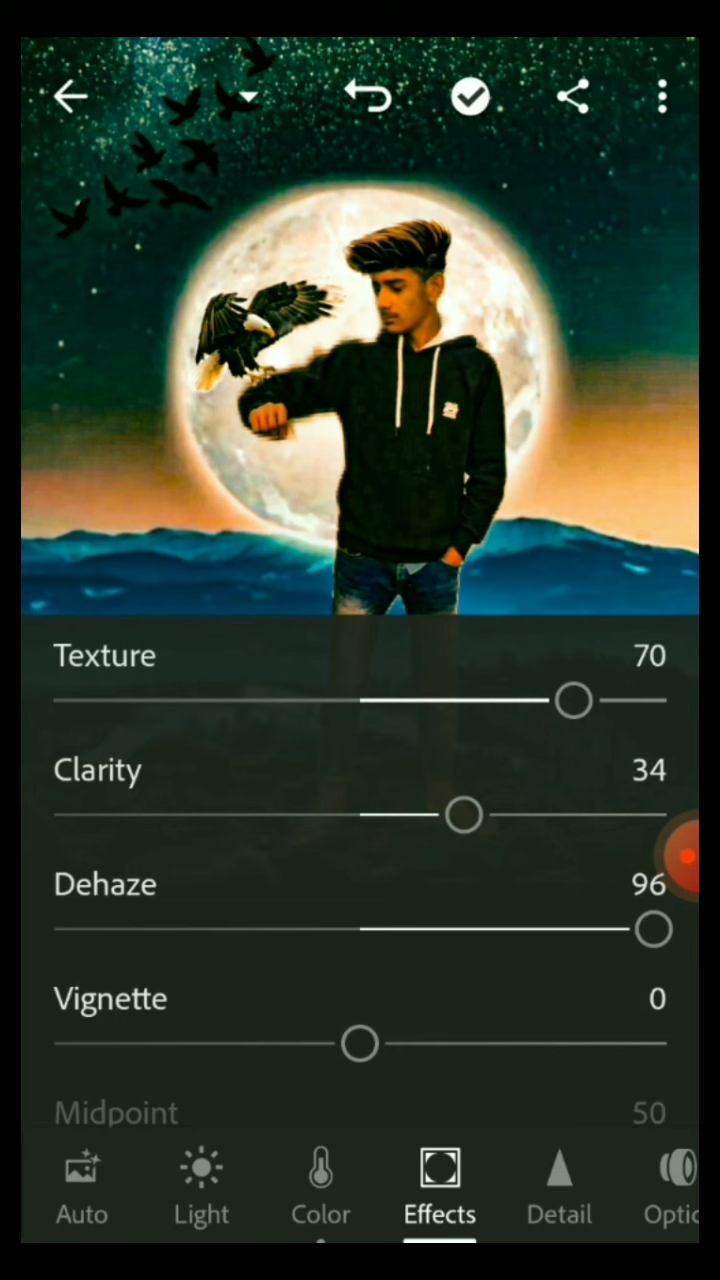 Texture 70
Clarity 34
Dehaze 96
Vignette 0
Midpoint 50
Auto Light Color Effects Detail Optic